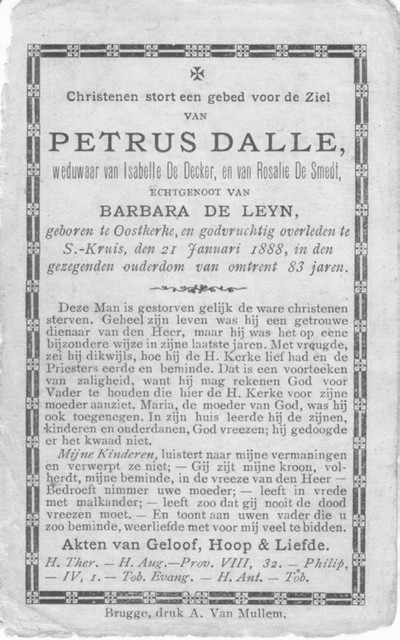 Christenen stort een gebed voor de Ziel
VAN
PETRUS DALLE,
weduwaar van Isabelle De Decker, en van Rosalie De Smedt,
ECHTGENOOT VAN
BARBARA DE LEYN,
geboren te Oostkerke, en godvruchtig overleden te
S.-Kruis, den 21 Januari 1888, in den
gezegenden ouderdom van omtrent 83 jaren.
Deze Man is gestorven gelijk de ware christenen
sterven. Geheel zijn leven was hij een getrouwe
dienaar van den Heer, maar hij was het op eene
bijzondere wijze in zijne laatste jaren. Met vreugde,
zei hij dikwijls, hoe hij de H. Kerke lief had en de
Priesters eerde en beminde. Dat is een voorteeken
van zaligheid, want hij mag rekenen God voor
Vader te houden die hier de H. Kerke voor zijne
moeder aanziet. Maria, de moeder van God, was hij
ook toegenegen. In zijn huis leerde hij de zijnen,
kinderen en onderdanen, God vreezen; hij gedoogde
er het kwaad niet.
Mijne Kinderen, luistert naar mijne vermaningen
en verwerpt ze niet; — Gij zijt mijne kroon, vol-
herdt, mijne beminde, in de vreeze van den Heer —
Bedroeft nimmer uwe moeder; — leeft in vrede
met malkander; — leeft zoo dat gij nooit de dood
vreezen moet. — En toont aan uwen vader die u
zoo beminde, weerliefde met voor mij veel te bidden.
Akten van Geloof, Hoop & Liefde.
H. Ther. — H. Aug. — Prov. VIII, 32. — Philip,
— IV, 1. — Tob. Evang. — H. Ant. — Tob.
Brugge, druk A. Van Mullem.